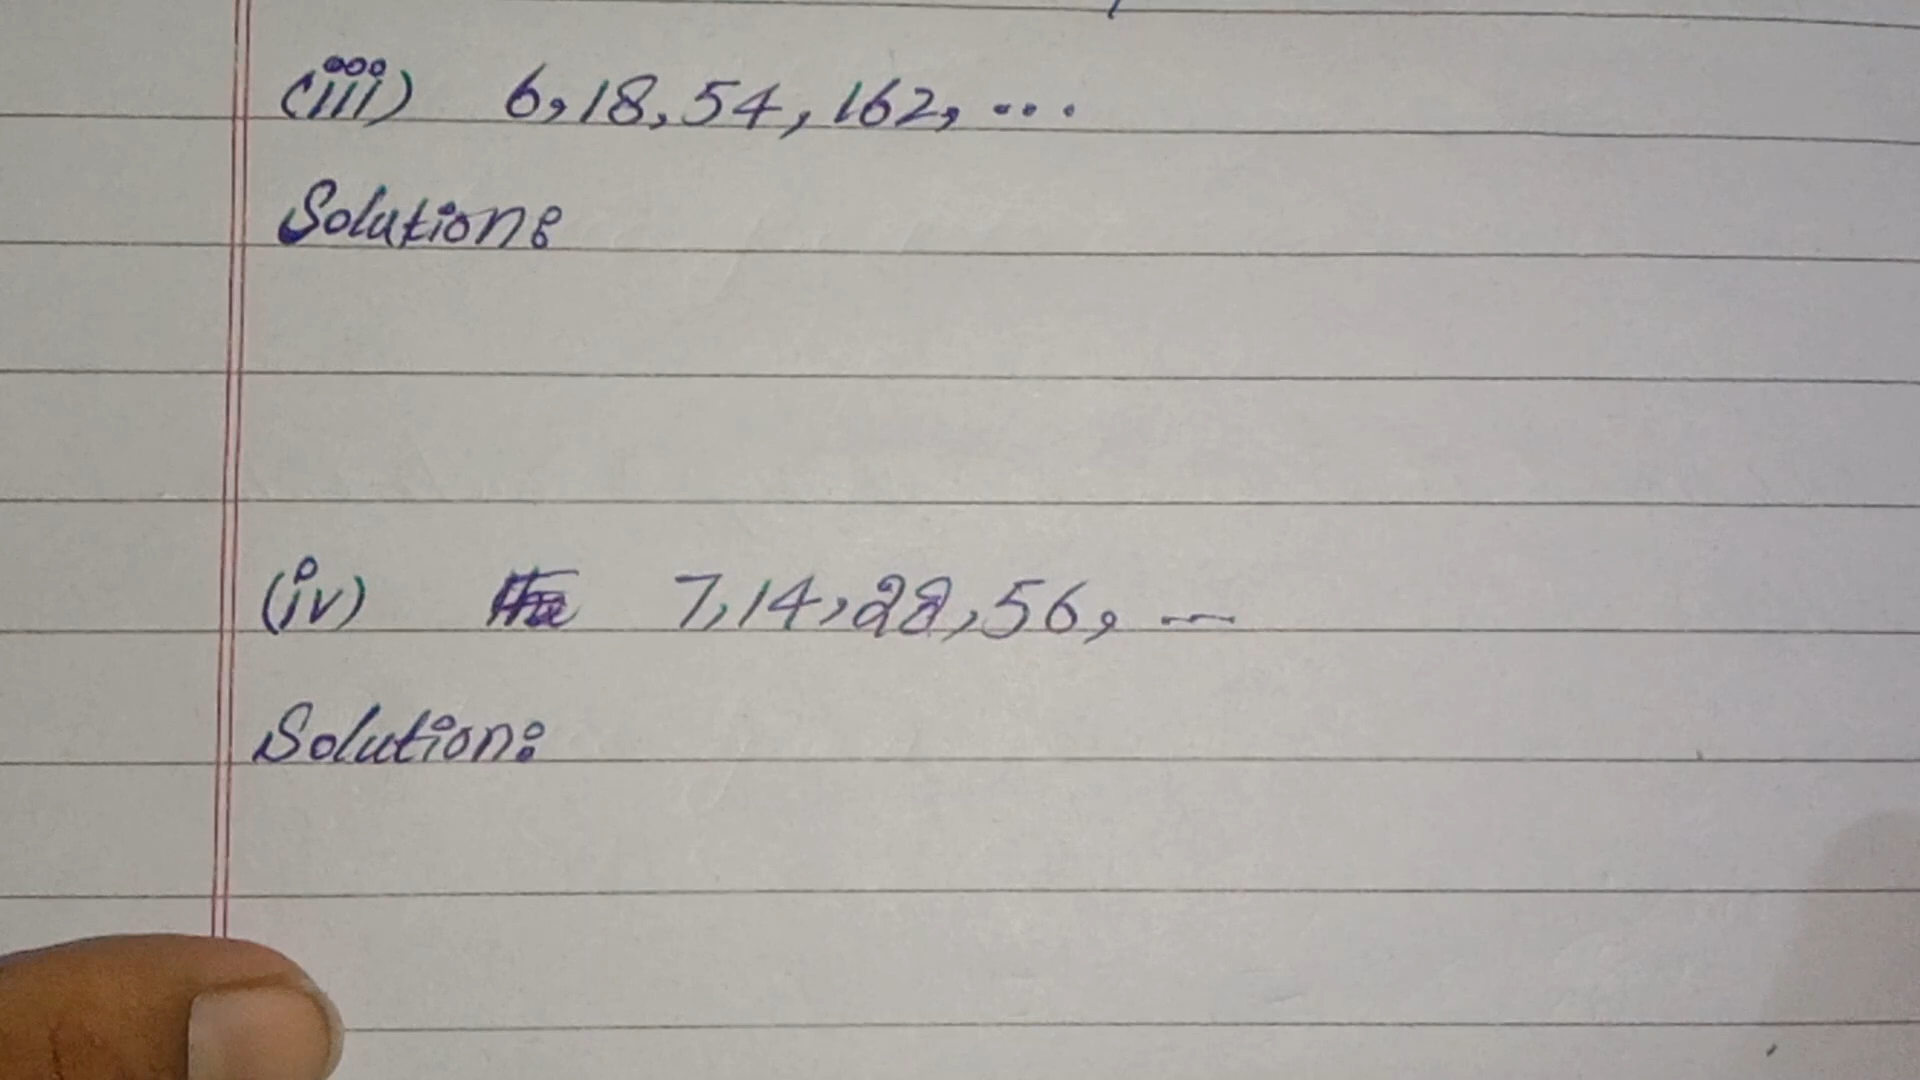 (iii) 6, 18, 54, 162, ...
Solution:
(iv) 7, 14, 28, 56, ...
Solution: